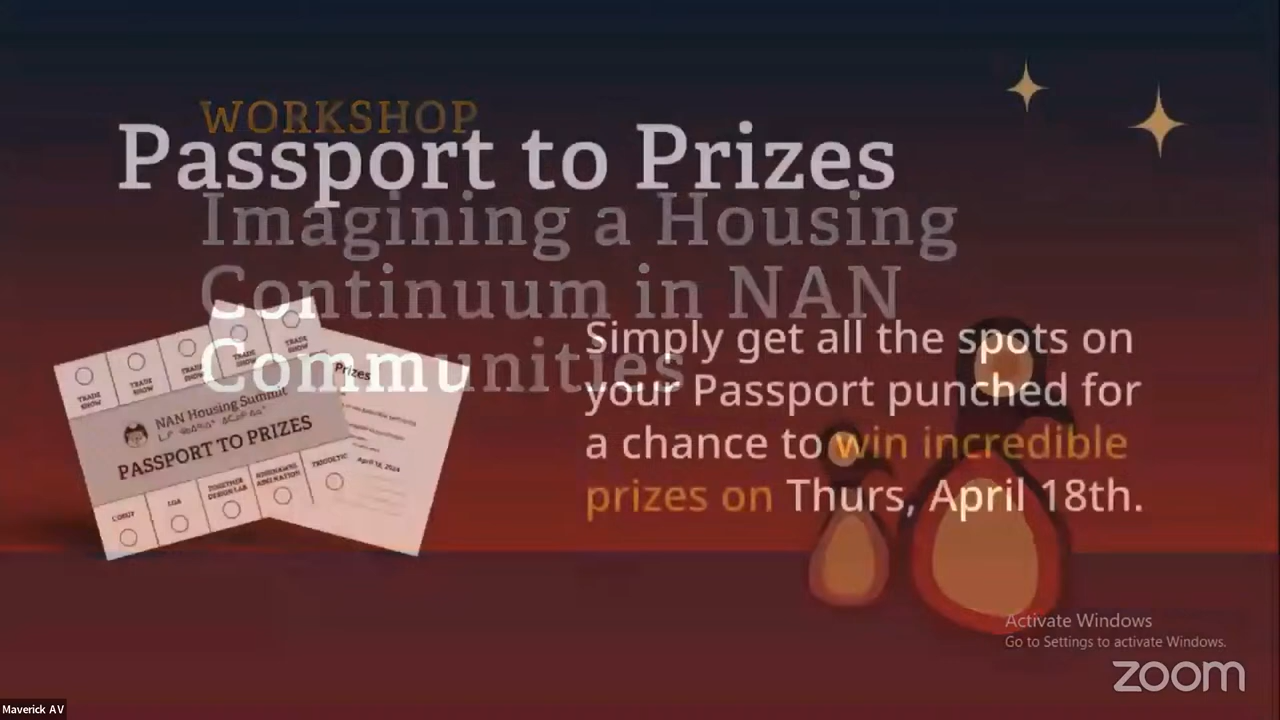 WORKSHOP
Passport to Prizes
Imagining a Housing
Continuum in NAN
Communities
Simply get all the spots on
your Passport punched for
a chance to win incredible
prizes on Thurs, April 18th.
TRADE SHOW
TRADE SHOW
TRADE SHOW
TRADE SHOW
TRADE SHOW
NAN Housing Summit
PASSPORT TO PRIZES
LGA
TOGETHER DESIGN LAB
NISHNAWBE ASKI NATION
TRIODETIC
Prizes
April 18, 2024
Activate Windows
Go to Settings to activate Windows.
zoom
Maverick AV